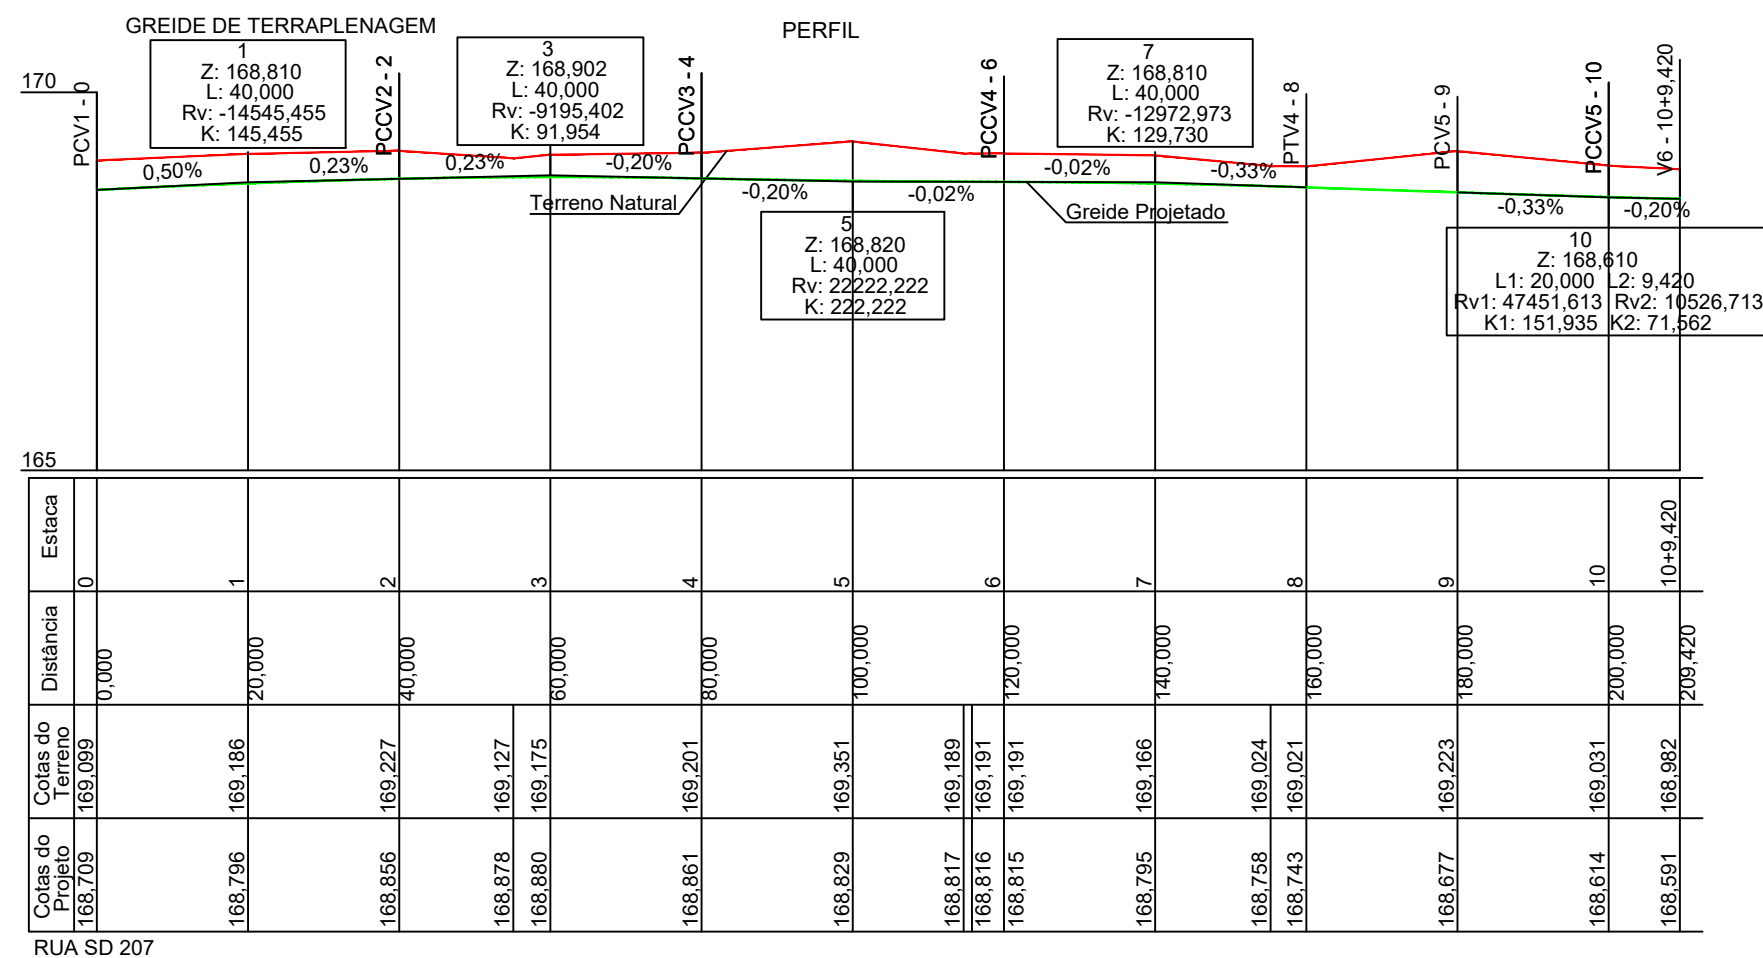 GREIDE DE TERRAPLENAGEM
PERFIL
1
Z: 168,810
L: 40,000
Rv: -14545,455
K: 145,455
3
Z: 168,902
L: 40,000
Rv: -9195,402
K: 91,954
7
Z: 168,810
L: 40,000
Rv: -12972,973
K: 129,730
170
PCV1 - 0
PCCV2 - 2
PCCV3 - 4
PCCV4 - 6
PTV4 - 8
PCV5 - 9
PCCV5 - 10
V6 - 10+9,420
0,50%
0,23%
0,23%
-0,20%
-0,20%
-0,02%
-0,02%
-0,33%
-0,33%
-0,20%
Terreno Natural
Greide Projetado
5
Z: 168,820
L: 40,000
Rv: 22222,222
K: 222,222
10
Z: 168,610
L1: 20,000 L2: 9,420
Rv1: 47451,613 Rv2: 10526,713
K1: 151,935 K2: 71,562
165
Estaca
0
1
2
3
4
5
6
7
8
9
10
10+9,420
Distância
0,000
20,000
40,000
60,000
80,000
100,000
120,000
140,000
160,000
180,000
200,000
209,420
Cotas do
Terreno
169,099
169,186
169,227
169,127
169,175
169,201
169,351
169,189
169,191
169,191
169,166
169,024
169,021
169,223
169,031
168,982
Cotas do
Projeto
168,709
168,796
168,856
168,878
168,880
168,861
168,829
168,817
168,816
168,815
168,795
168,758
168,743
168,677
168,614
168,591
RUA SD 207